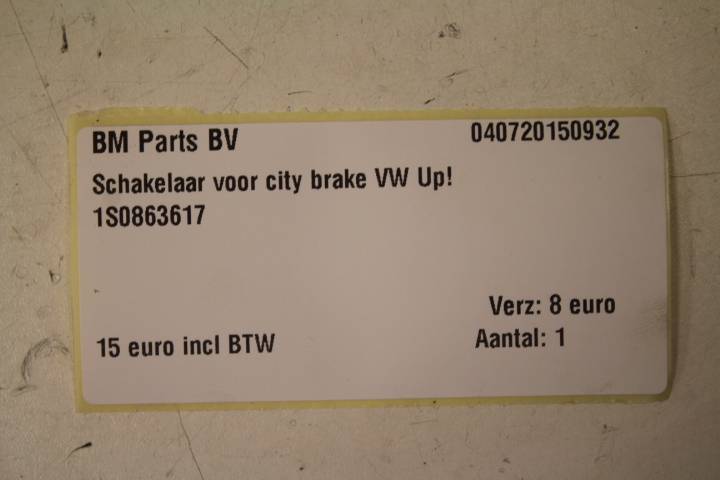 BM Parts BV
040720150932
Schakelaar voor city brake VW Up!
1S0863617
Verz: 8 euro
15 euro incl BTW
Aantal: 1